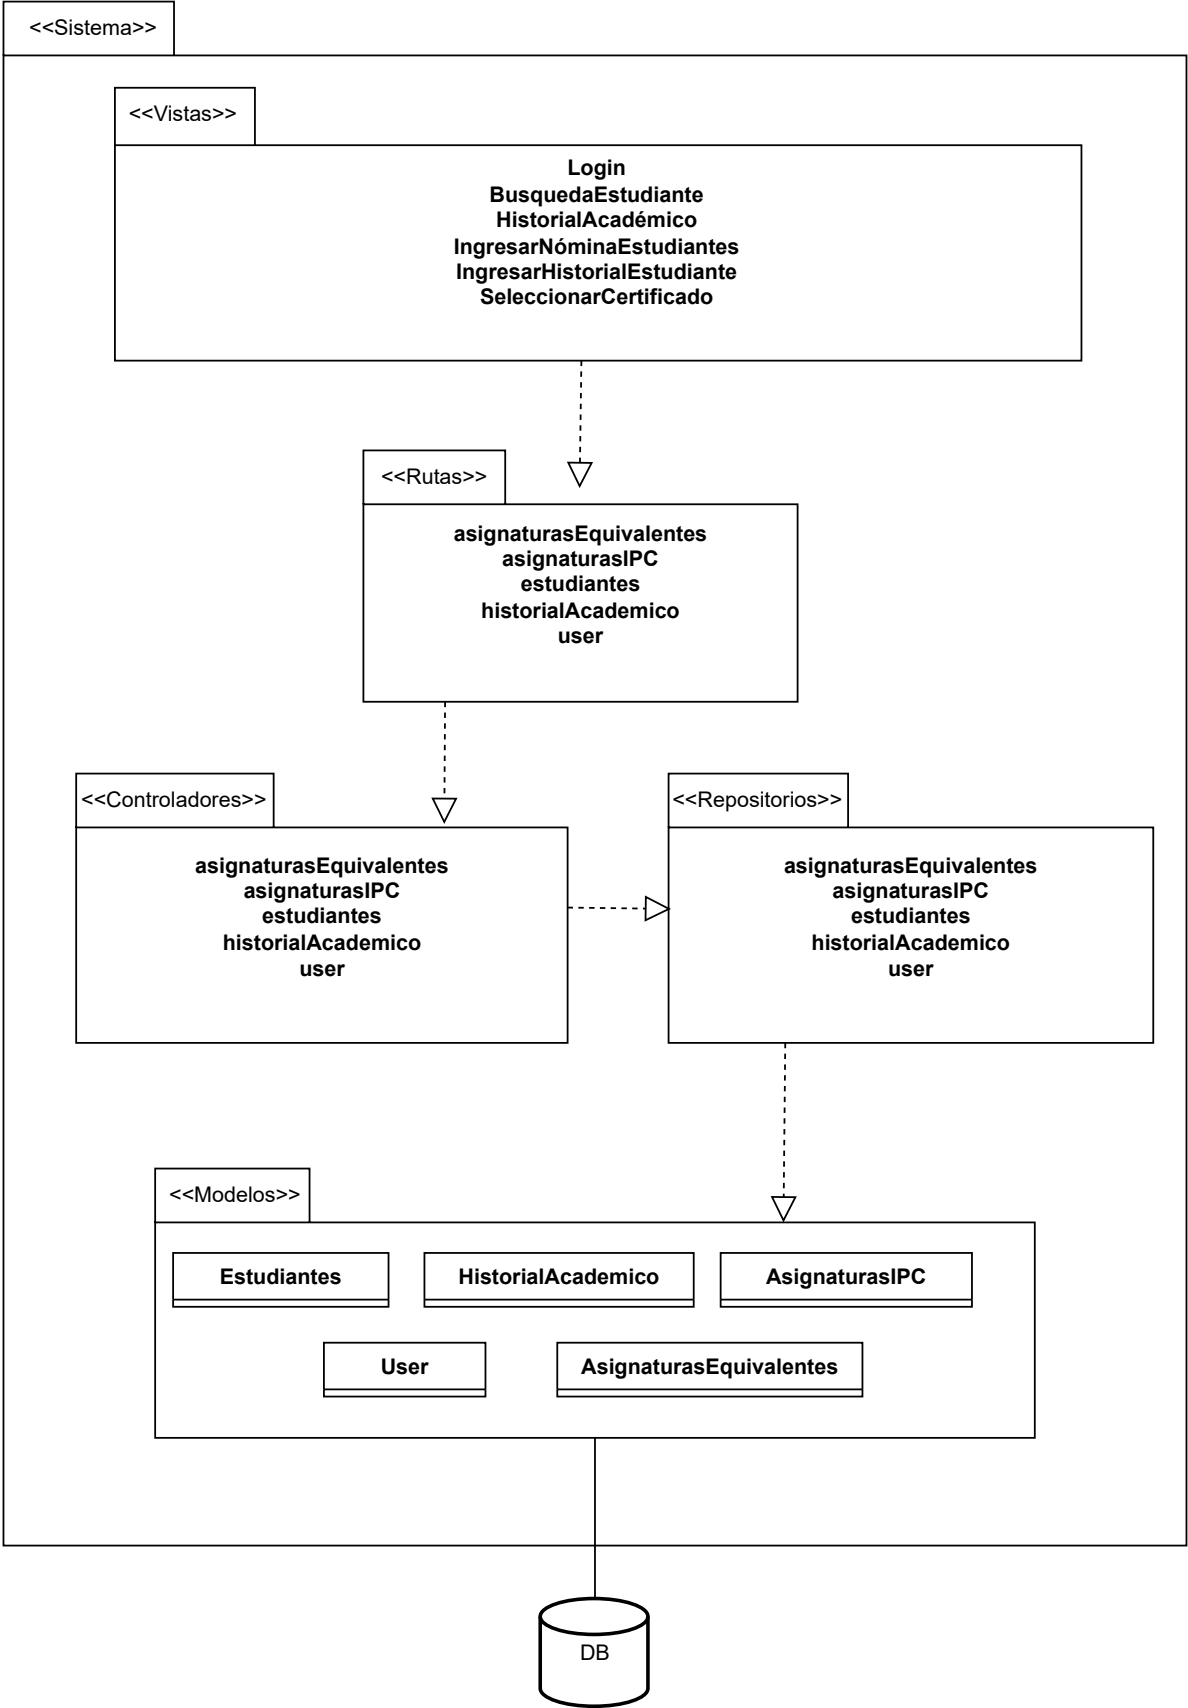 <<Sistema>>
<<Vistas>>
Login
BusquedaEstudiante
HistorialAcadémico
IngresarNóminaEstudiantes
IngresarHistorialEstudiante
SeleccionarCertificado
<<Rutas>>
asignaturasEquivalentes
asignaturasIPC
estudiantes
historialAcademico
user
<<Controladores>>
asignaturasEquivalentes
asignaturasIPC
estudiantes
historialAcademico
user
<<Repositorios>>
asignaturasEquivalentes
asignaturasIPC
estudiantes
historialAcademico
user
<<Modelos>>
Estudiantes
HistorialAcademico
AsignaturasIPC
User
AsignaturasEquivalentes
DB